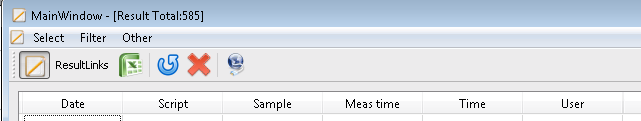 MainWindow - [Result Total:585]
Select Filter Other
ResultLinks
Date Script Sample Meas time Time User